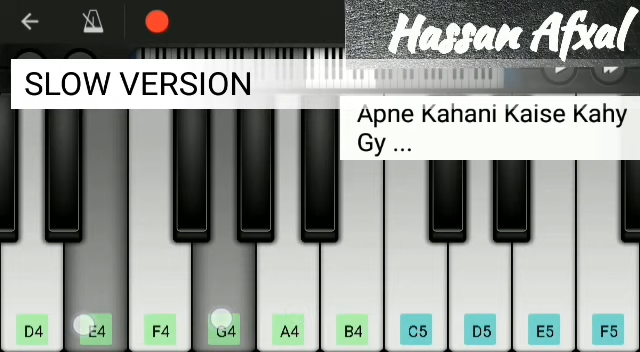 Hassan Afxal
SLOW VERSION
Apne Kahani Kaise Kahy
Gy ...
D4 E4 F4 G4 A4 B4 C5 D5 E5 F5